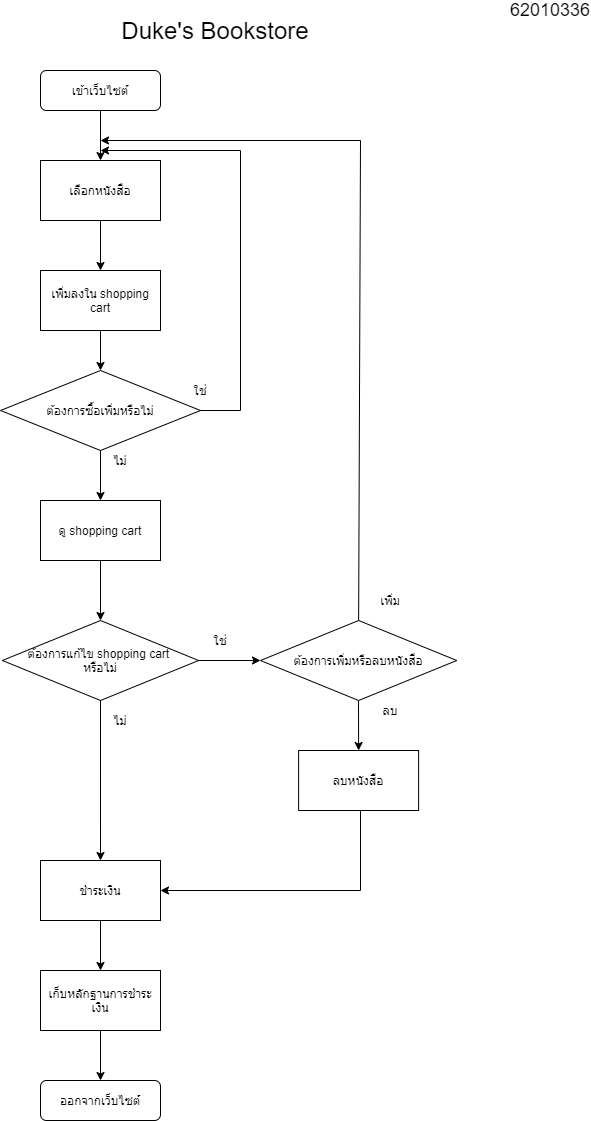 62010336
Duke's Bookstore
เข้าเว็บไซต์
เลือกหนังสือ
เพิ่มลงใน shopping
cart
ใช่
ต้องการซื้อเพิ่มหรือไม่
ไม่
ดู shopping cart
เพิ่ม
ใช่
ต้องการแก้ไข shopping cart
หรือไม่
ต้องการเพิ่มหรือลบหนังสือ
ลบ
ไม่
ลบหนังสือ
ชำระเงิน
เก็บหลักฐานการชำระ
เงิน
ออกจากเว็บไซต์